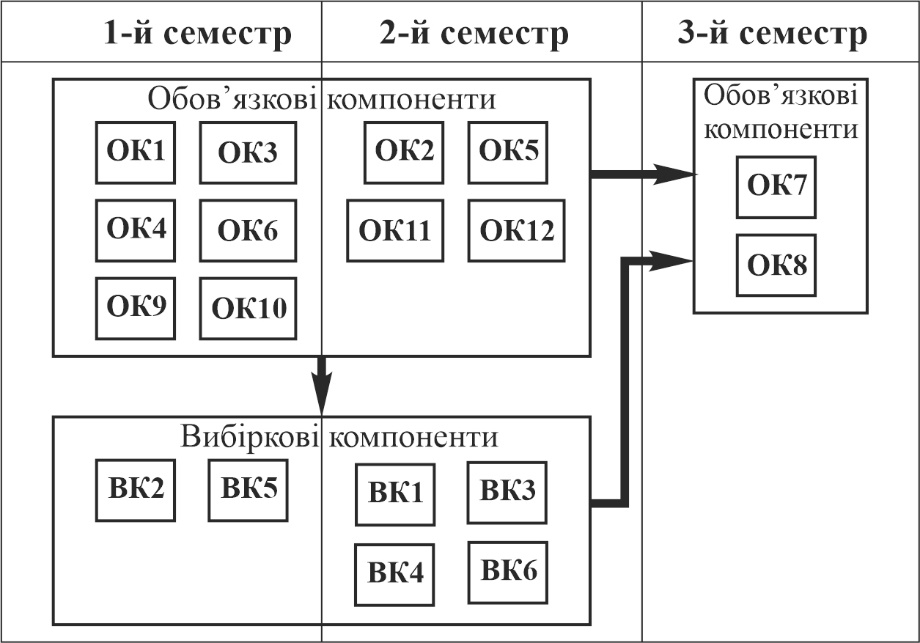 1-й семестр 2-й семестр 3-й семестр
Обов’язкові компоненти
ОК1 ОК3 ОК2 ОК5
ОК4 ОК6 ОК11 ОК12
ОК9 ОК10
Обов’язкові
компоненти
ОК7
ОК8
Вибіркові компоненти
ВК2 ВК5 ВК1 ВК3
ВК4 ВК6